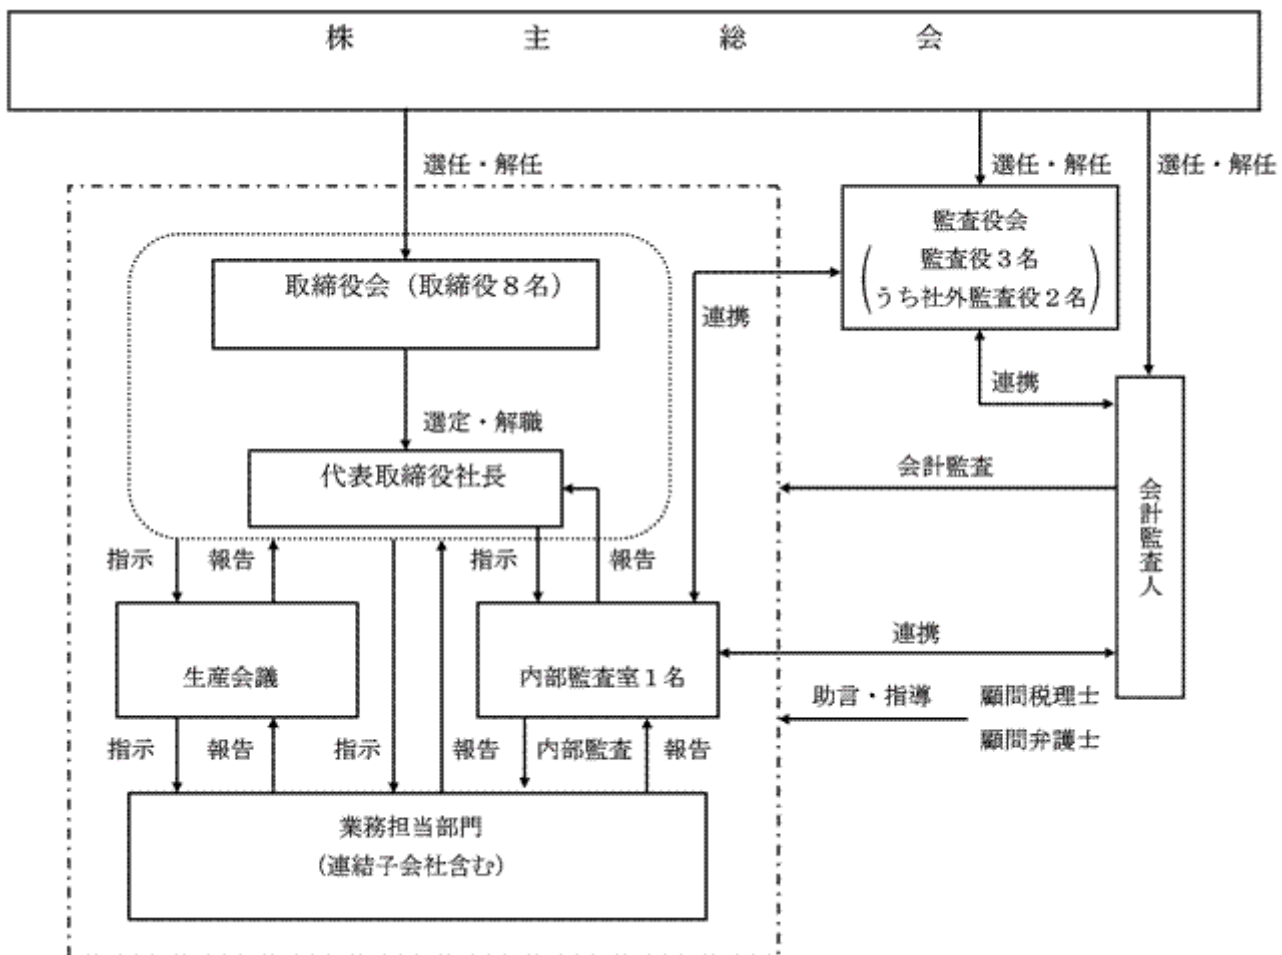 株主総会
選任・解任
選任・解任
選任・解任
監査役会
監査役３名
(うち社外監査役２名)
取締役会（取締役８名）
連携
連携
選定・解職
代表取締役社長
会計監査
会計監査人
指示
報告
指示
報告
連携
生産会議
内部監査室１名
助言・指導
顧問税理士
顧問弁護士
指示
報告
指示
報告
内部監査
報告
業務担当部門
（連結子会社含む）